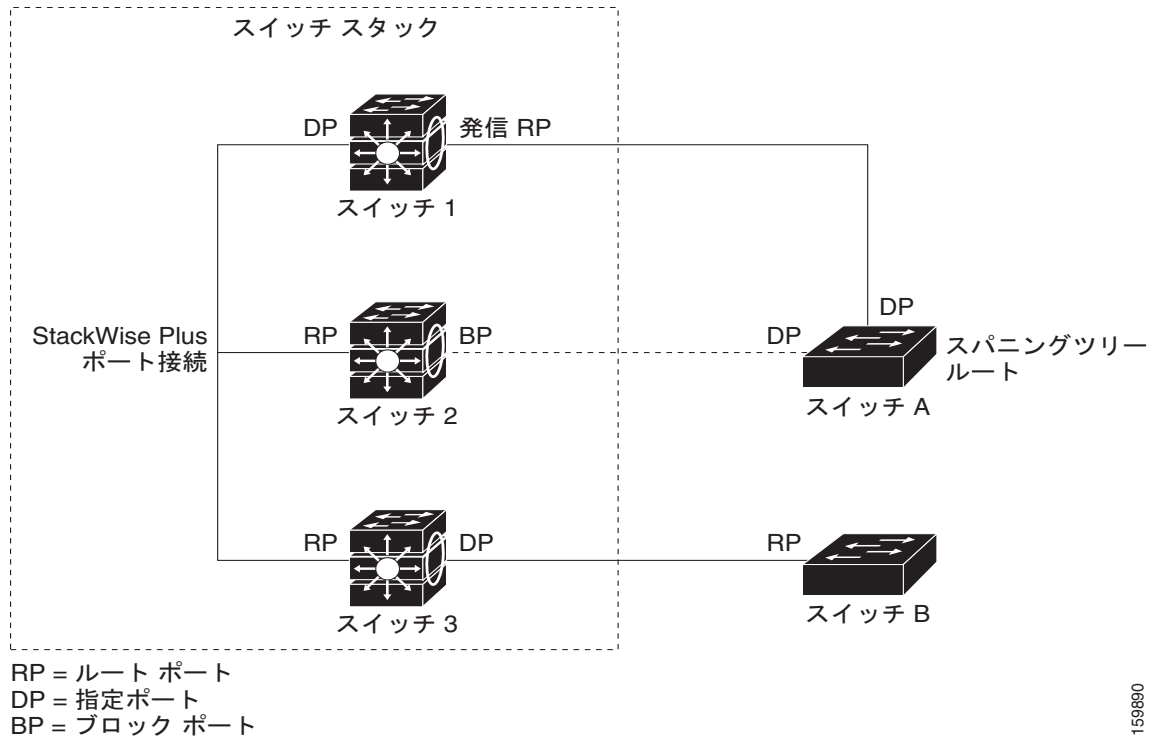 スイッチ スタック
DP
発信 RP
スイッチ 1
DP
StackWise Plus
ポート接続
RP
BP
DP
スパニングツリー
ルート
スイッチ 2
スイッチ A
RP
DP
RP
スイッチ 3
スイッチ B
RP = ルート ポート
DP = 指定ポート
BP = ブロック ポート
159890